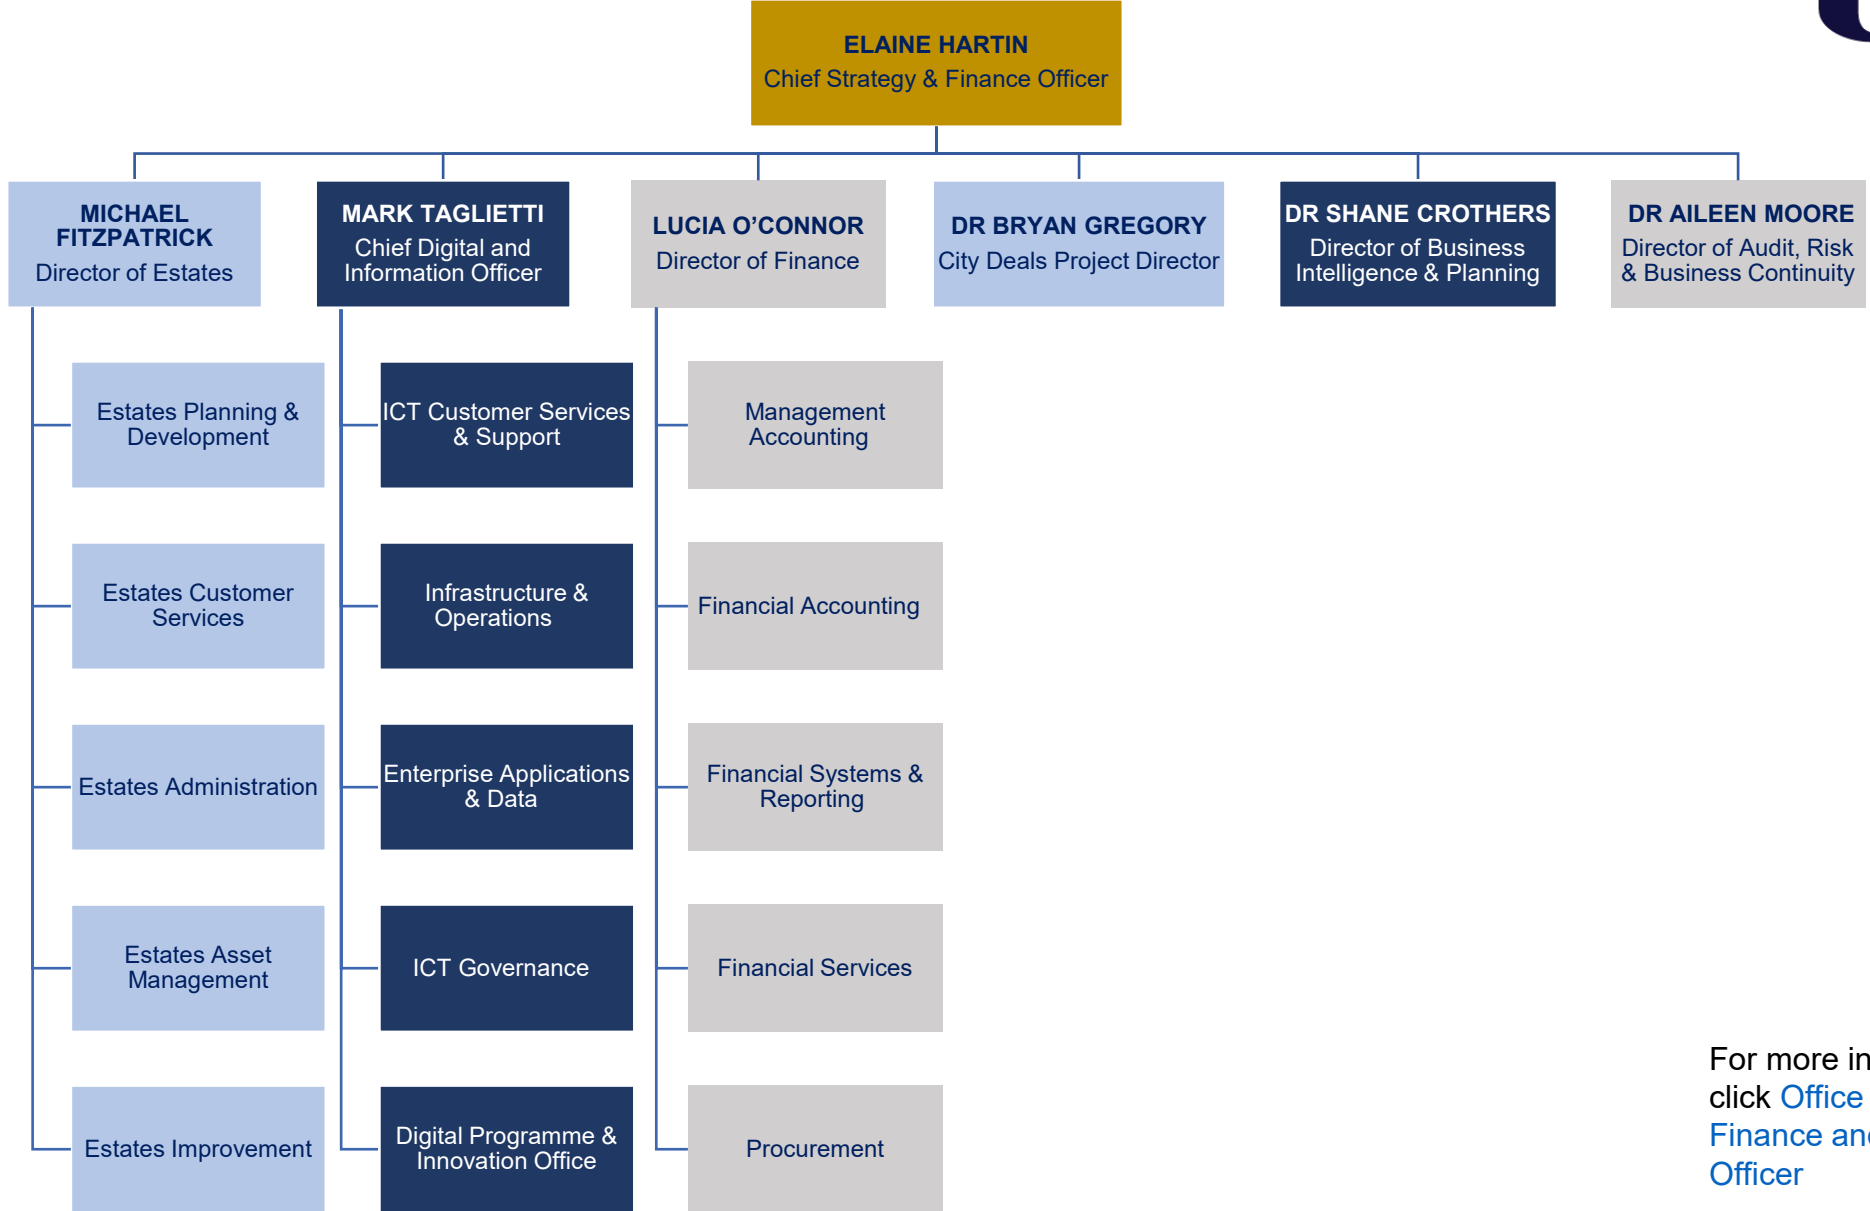 ELAINE HARTIN
Chief Strategy & Finance Officer
MICHAEL
FITZPATRICK
Director of Estates
MARK TAGLIETTI
Chief Digital and
Information Officer
LUCIA O’CONNOR
Director of Finance
DR BRYAN GREGORY
City Deals Project Director
DR SHANE CROTHERS
Director of Business
Intelligence & Planning
DR AILEEN MOORE
Director of Audit, Risk
& Business Continuity
Estates Planning &
Development
Estates Customer
Services
Estates Administration
Estates Asset
Management
Estates Improvement
ICT Customer Services
& Support
Infrastructure &
Operations
Enterprise Applications
& Data
ICT Governance
Digital Programme &
Innovation Office
Management
Accounting
Financial Accounting
Financial Systems &
Reporting
Financial Services
Procurement
For more in
click Office
Finance and
Officer